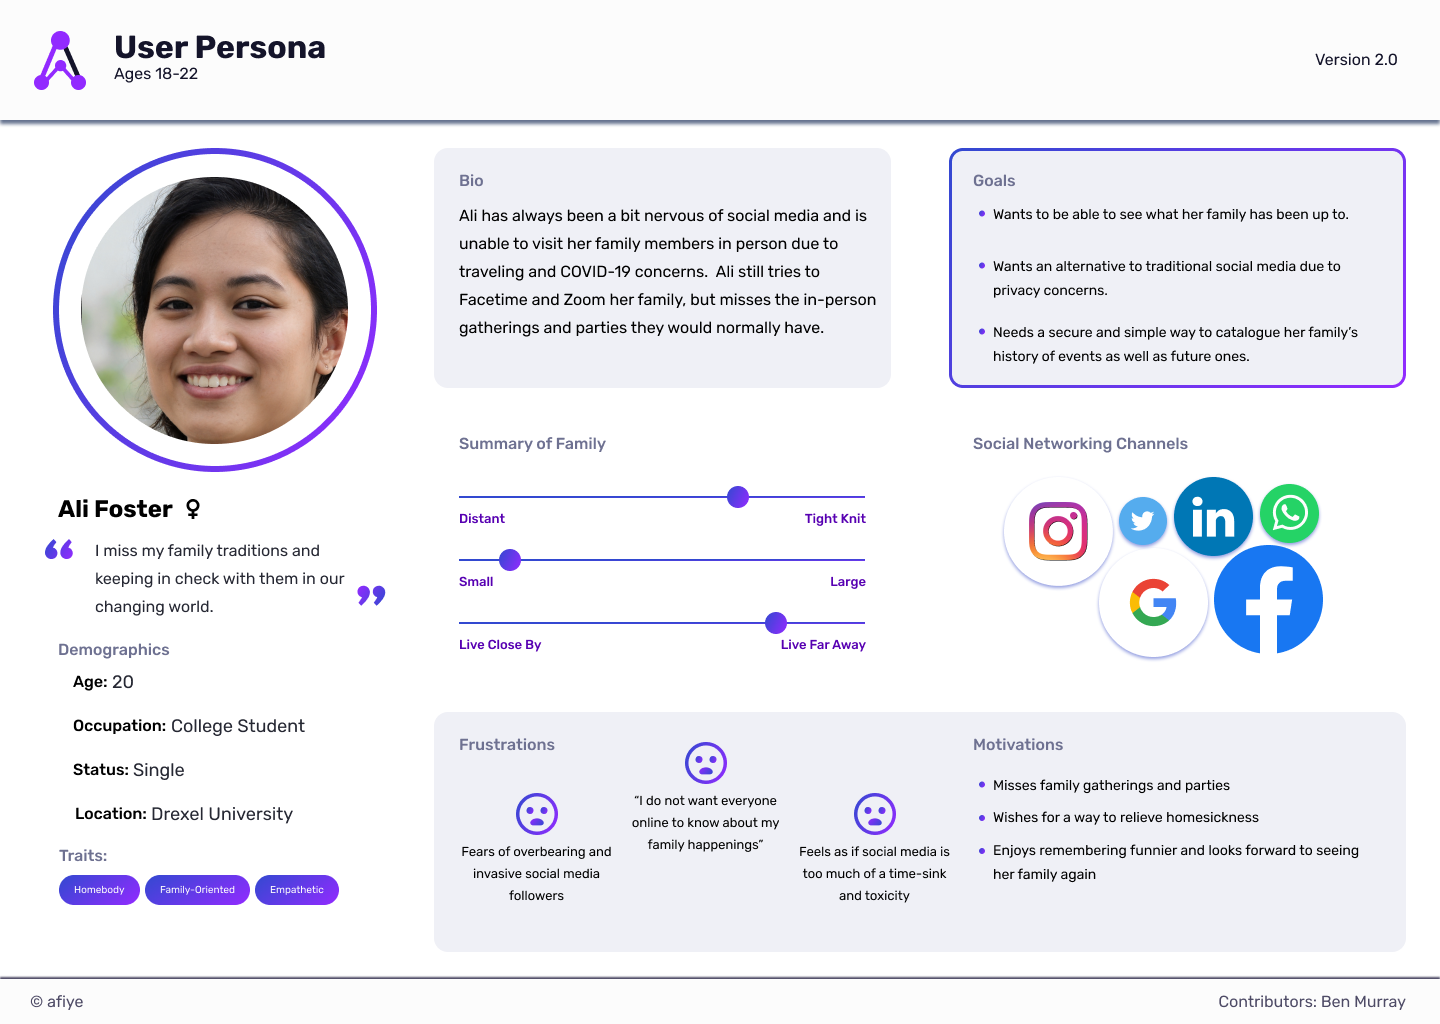 User Persona
Ages 18-22
Version 2.0
Ali Foster
“ I miss my family traditions and
keeping in check with them in our
changing world. ”
Demographics
Age: 20
Occupation: College Student
Status: Single
Location: Drexel University
Traits:
Homebody
Family-Oriented
Empathetic
Bio
Ali has always been a bit nervous of social media and is
unable to visit her family members in person due to
traveling and COVID-19 concerns. Ali still tries to
Facetime and Zoom her family, but misses the in-person
gatherings and parties they would normally have.
Goals
• Wants to be able to see what her family has been up to.
• Wants an alternative to traditional social media due to
privacy concerns.
• Needs a secure and simple way to catalogue her family’s
history of events as well as future ones.
Summary of Family
Distant Tight Knit
Small Large
Live Close By Live Far Away
Social Networking Channels
in
G
f
Frustrations
Fears of overbearing and
invasive social media
followers
“I do not want everyone
online to know about my
family happenings”
Feels as if social media is
too much of a time-sink
and toxicity
Motivations
• Misses family gatherings and parties
• Wishes for a way to relieve homesickness
• Enjoys remembering funnier and looks forward to seeing
her family again
© afiye
Contributors: Ben Murray